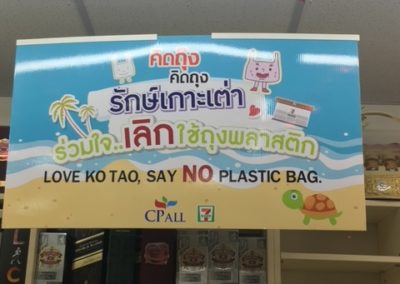 คิดถุง
คิดถุง
รักษ์เกาะเต่า
ร่วมใจ..เลิกใช้ถุงพลาสติก
LOVE KO TAO, SAY NO PLASTIC BAG.
CPALL
7